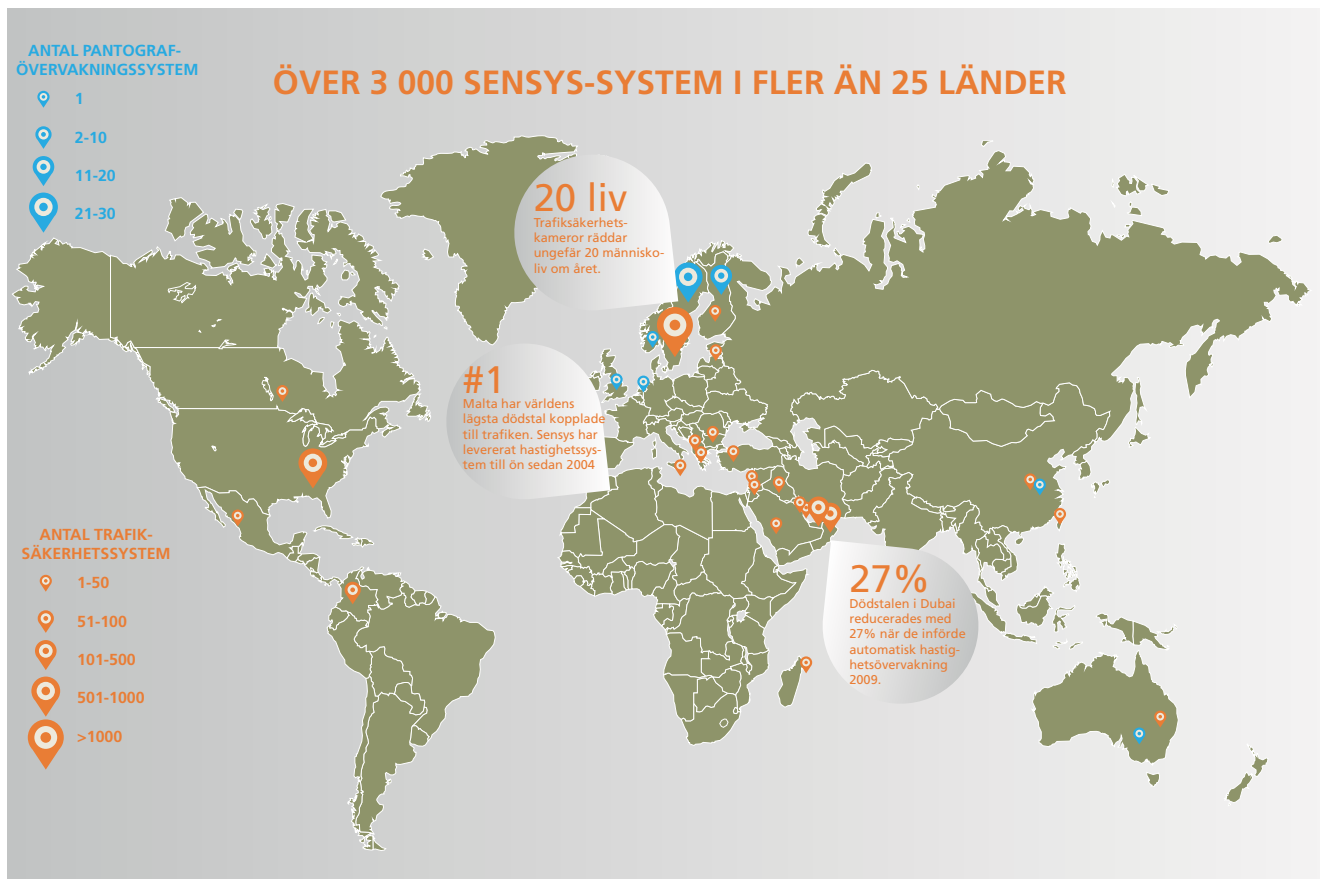 ANTAL PANTOGRAF-
ÖVERVAKNINGSSYSTEM
1
2-10
11-20
21-30
ÖVER 3 000 SENSYS-SYSTEM I FLER ÄN 25 LÄNDER
20 liv
Trafiksäkerhets-
kameror räddar
ungefär 20 människo-
liv om året.
#1
Malta har världens
lägsta dödstal kopplade
till trafiken. Sensys har
levererat hastighetssys-
tem till ön sedan 2004
ANTAL TRAFIK-
SÄKERHETSSYSTEM
1-50
51-100
101-500
501-1000
>1000
27%
Dödstalen i Dubai
reducerades med
27% när de införde
automatisk hastig-
hetsövervakning
2009.